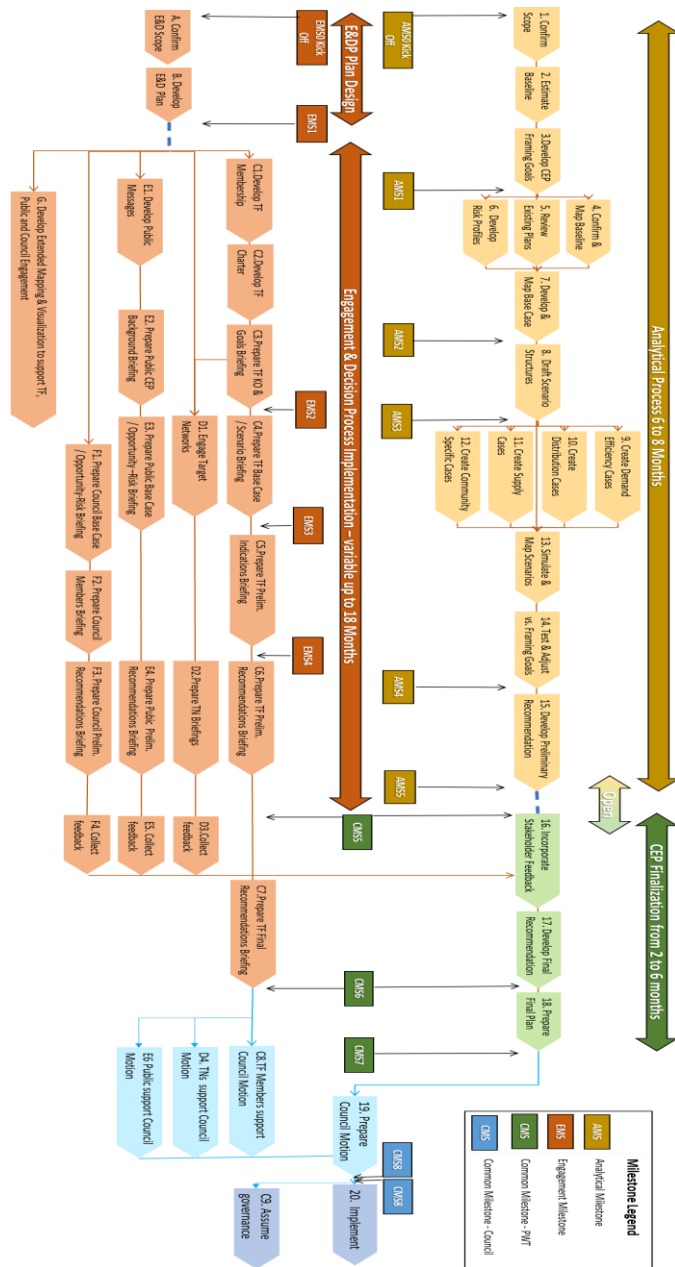 Analytical Process 6 to 8 Months
Open
CEP Finalization from 2 to 6 months
Milestone Legend
AMS
Analytical Milestone
EMS
Engagement Milestone
CMS
Common Milestone - PWT
CMS
Common Milestone - Council
AMS0 Kick
Off
AMS1
AMS2
AMS3
AMS4
AMS5
1. Confirm
Scope
2. Estimate
Baseline
3.Develop CEP
Framing Goals
4. Confirm &
Map Baseline
5. Review
Existing Plans
6. Develop
Risk Profiles
7. Develop &
Map Base Case
8. Draft Scenario
Structures
9. Create Demand
Efficiency Cases
10. Create
Distribution Cases
11. Create Supply
Cases
12. Create Community
Specific Cases
13. Simulate &
Map Scenarios
14. Test & Adjust
vs. Framing Goals
15. Develop Preliminary
Recommendation
16. Incorporate
Stakeholder Feedback
17. Develop Final
Recommendation
18. Prepare
Final Plan
19. Prepare
Council Motion
20. Implement
CMS5
CMS6
CMS7
CMS8
CMS8
E&DP Plan Design
Engagement & Decision Process Implementation – variable up to 18 Months
EMS0 Kick
Off
EMS1
EMS2
EMS3
EMS4
A. Confirm
E&D Scope
B. Develop
E&D Plan
C1.Develop TF
Membership
C2.Develop TF
Charter
C3.Prepare TF KO &
Goals Briefing
C4.Prepare TF Base Case
/ Scenario Briefing
C5.Prepare TF Prelim.
Indications Briefing
C6.Prepare TF Prelim.
Recommendations Briefing
C7.Prepare TF Final
Recommendations Briefing
C8.TF Members support
Council Motion
C9. Assume
governance
D1. Engage Target
Networks
D2.Prepare TN Briefings
D3.Collect
feedback
D4. TNs support Council
Motion
E1. Develop Public
Messages
E2. Prepare Public CEP
Background Briefing
E3. Prepare Public Base Case
/ Opportunity –Risk Briefing
E4. Prepare Public Prelim.
Recommendations Briefing
E5. Collect
feedback
E6 Public support Council
Motion
F1. Prepare Council Base Case
/ Opportunity-Risk Briefing
F2. Prepare Council
Members Briefing
F3. Prepare Council Prelim.
Recommendations Briefing
F4. Collect
feedback
G. Develop Extended Mapping & Visualization to support TF,
Public and Council Engagement